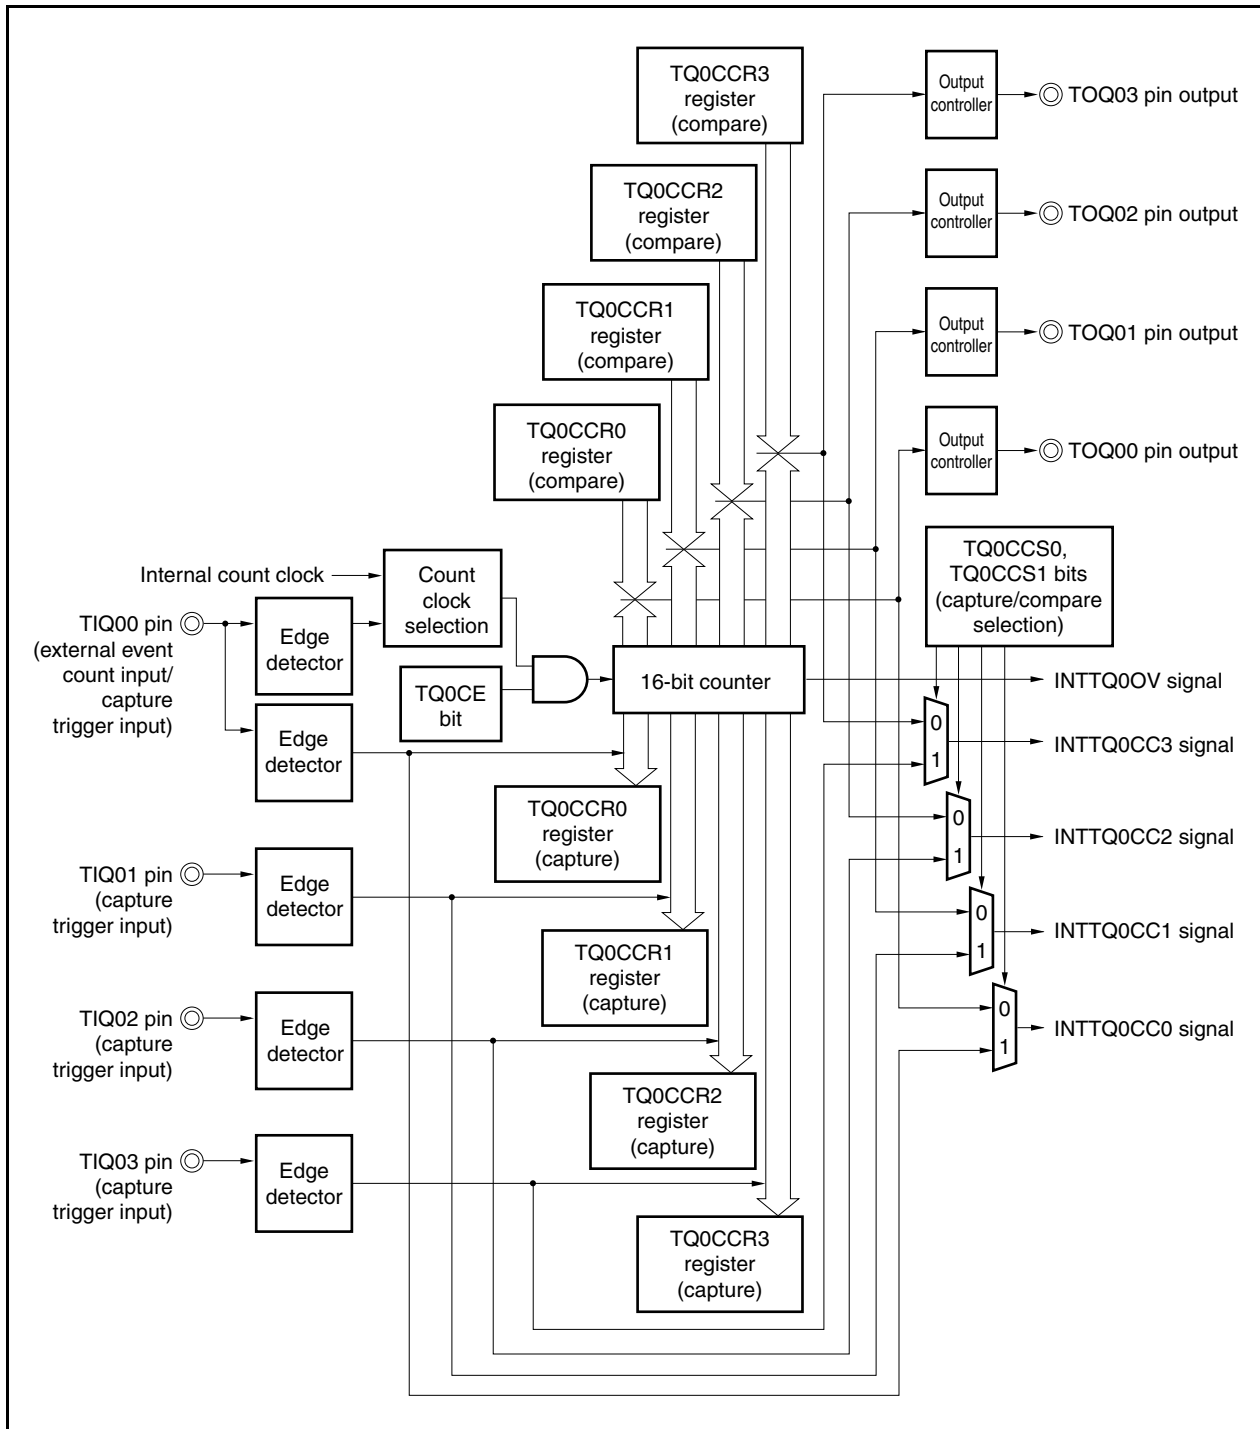 TQ0CCR3
register
(compare)
Output
controller
TOQ03 pin output
TQ0CCR2
register
(compare)
Output
controller
TOQ02 pin output
TQ0CCR1
register
(compare)
Output
controller
TOQ01 pin output
TQ0CCR0
register
(compare)
Output
controller
TOQ00 pin output
TQ0CCS0,
TQ0CCS1 bits
(capture/compare
selection)
Internal count clock
Count
clock
selection
TIQ00 pin
(external event
count input/
capture
trigger input)
Edge
detector
TQ0CE
bit
16-bit counter
INTTQ0OV signal
Edge
detector
0
1
INTTQ0CC3 signal
TQ0CCR0
register
(capture)
0
1
INTTQ0CC2 signal
TIQ01 pin
(capture
trigger input)
Edge
detector
0
1
INTTQ0CC1 signal
TQ0CCR1
register
(capture)
0
1
INTTQ0CC0 signal
TIQ02 pin
(capture
trigger input)
Edge
detector
TQ0CCR2
register
(capture)
TIQ03 pin
(capture
trigger input)
Edge
detector
TQ0CCR3
register
(capture)